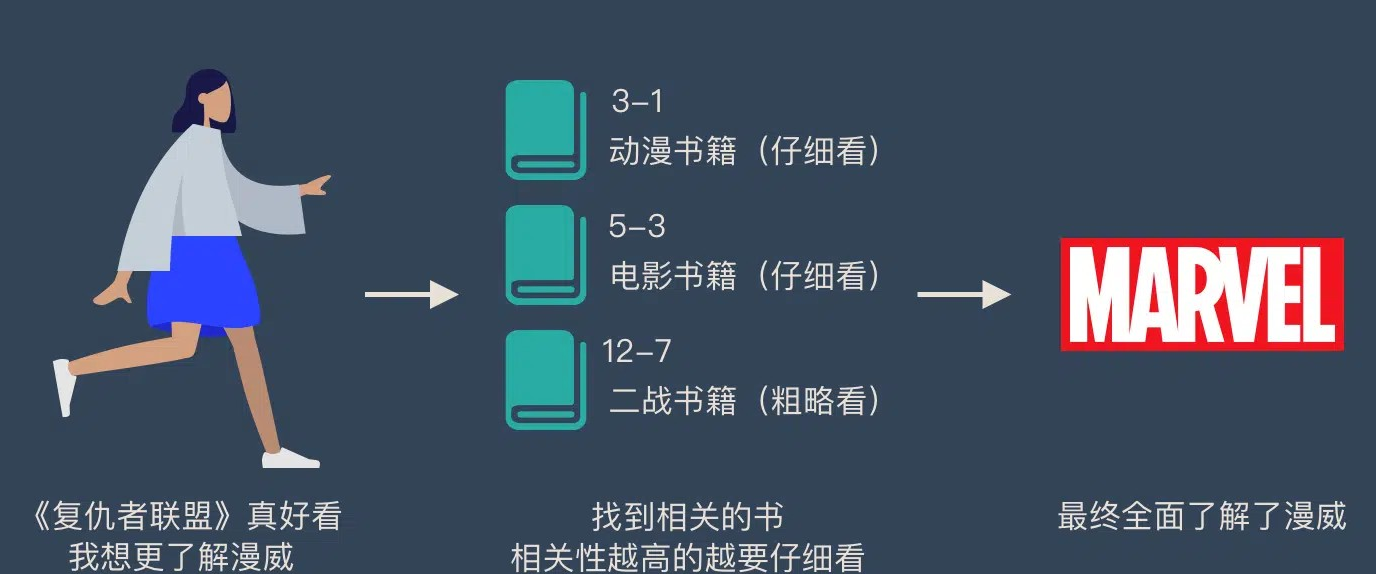 3-1
动漫书籍（仔细看）
5-3
电影书籍（仔细看）
12-7
二战书籍（粗略看）
MARVEL
《复仇者联盟》真好看
我想更了解漫威
找到相关的书
相关性越高的越要仔细看
最终全面了解了漫威